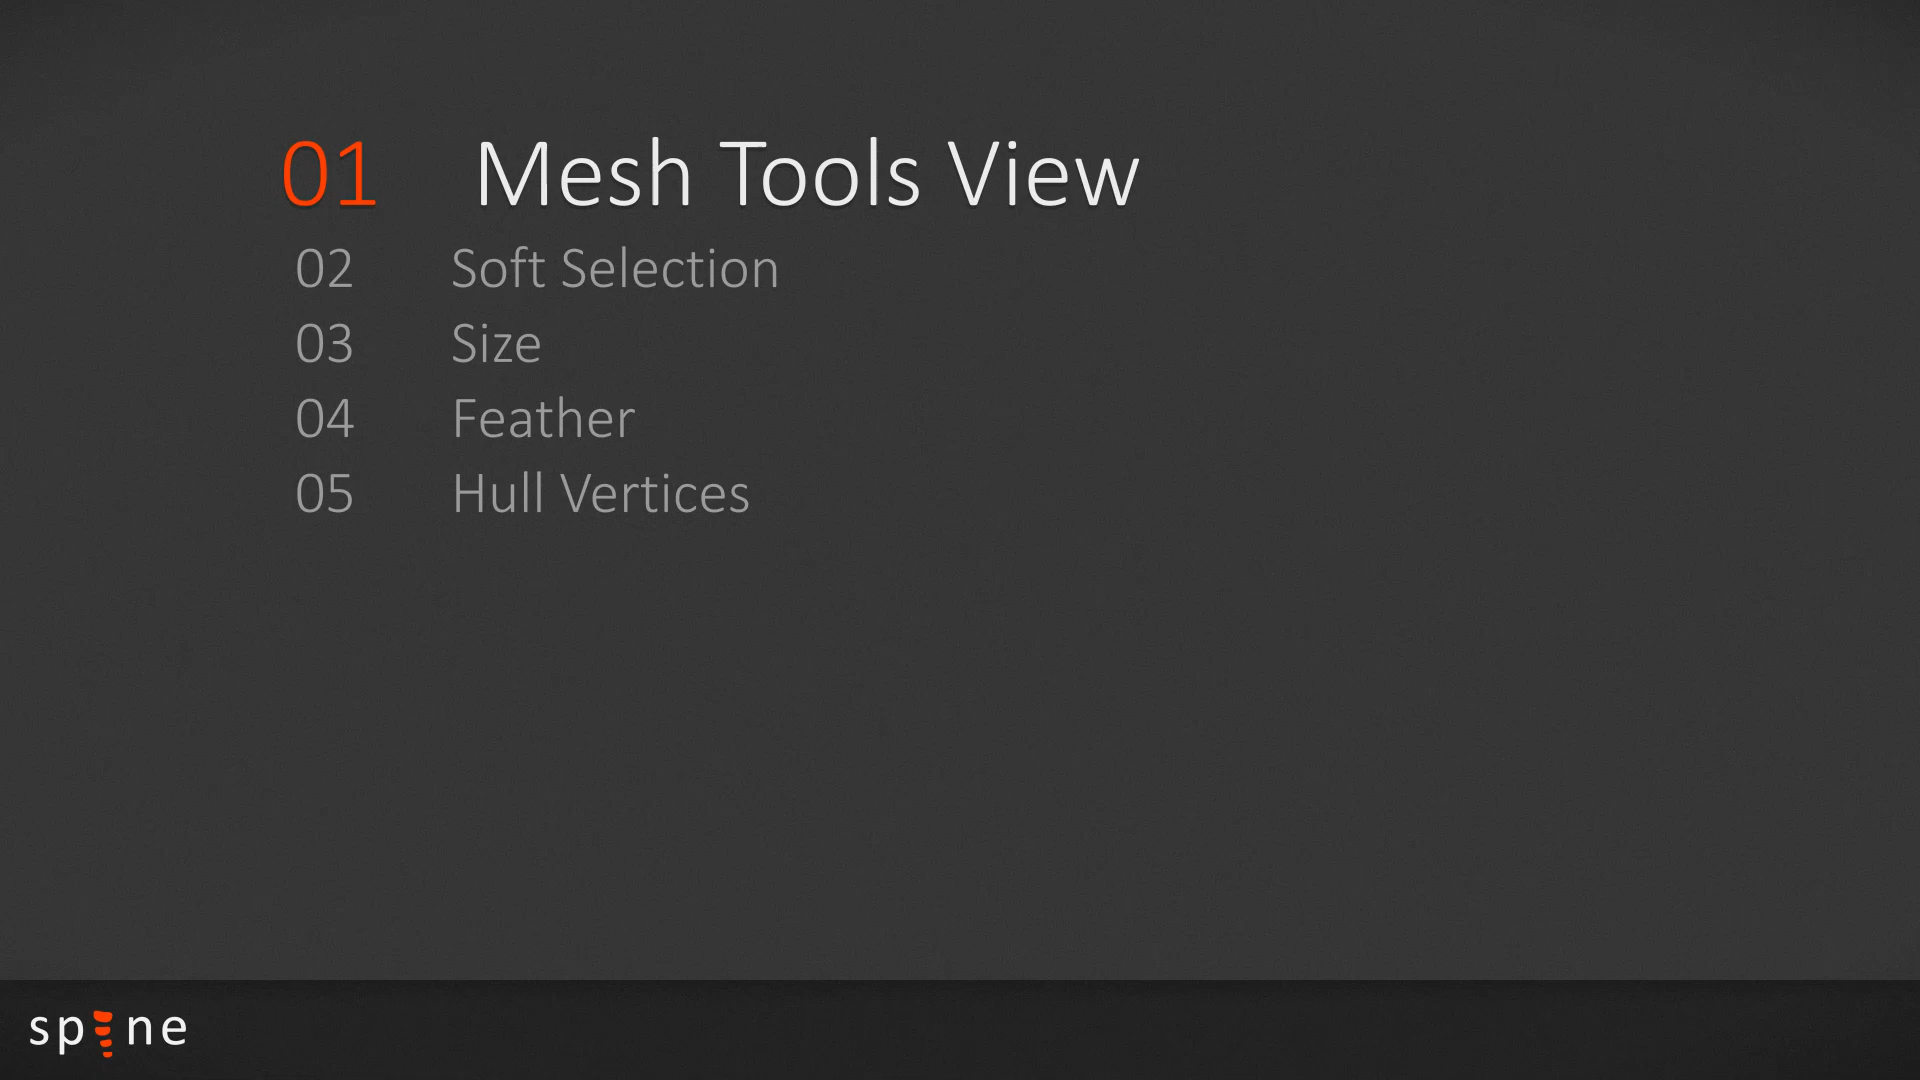 01 Mesh Tools View
02 Soft Selection
03 Size
04 Feather
05 Hull Vertices
spine